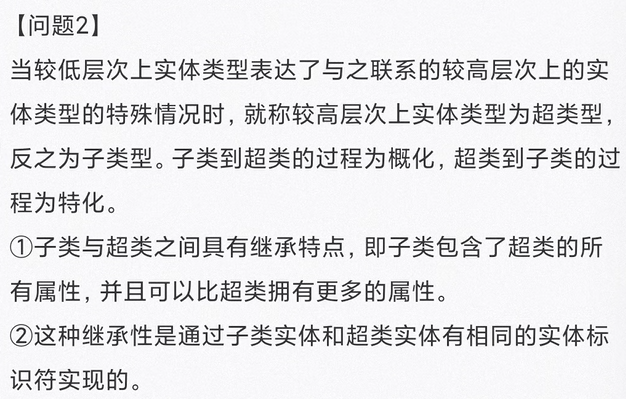 【问题2】
当较低层次上实体类型表达了与之联系的较高层次上的实
体类型的特殊情况时，就称较高层次上实体类型为超类型，
反之为子类型。子类到超类的过程为概化，超类到子类的过
程为特化。
①子类与超类之间具有继承特点，即子类包含了超类的所
有属性，并且可以比超类拥有更多的属性。
②这种继承性是通过子类实体和超类实体有相同的实体标
识符实现的。